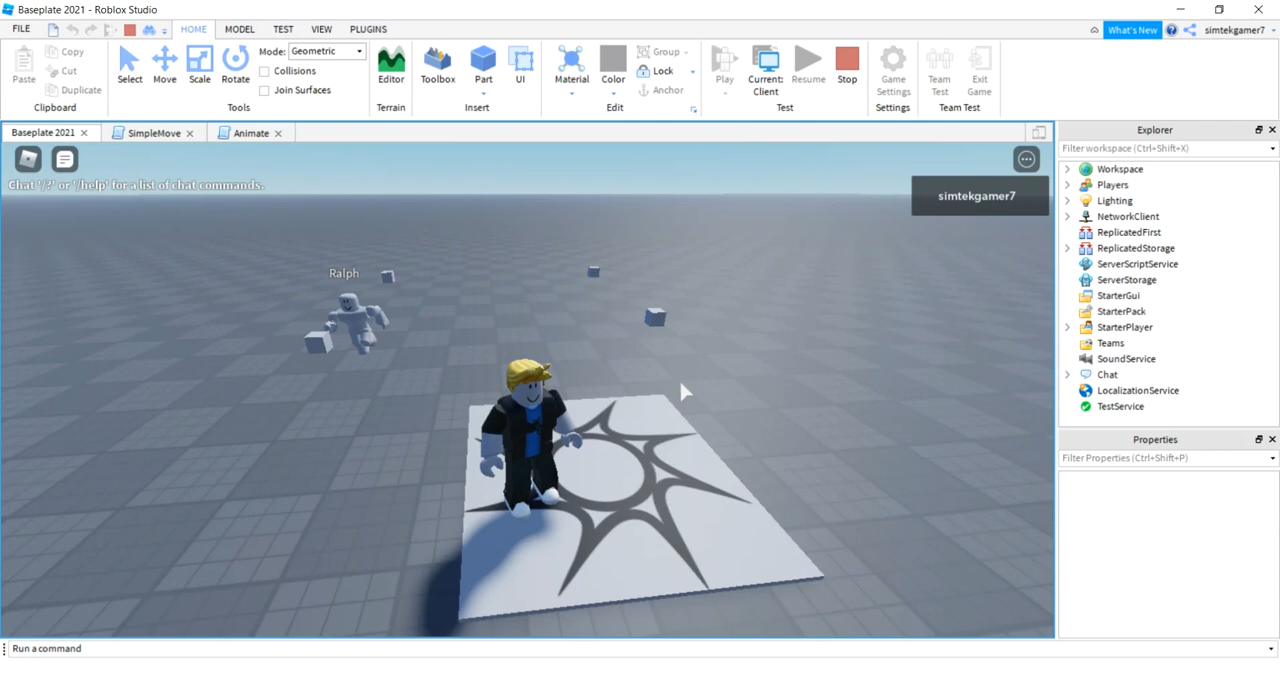 Baseplate 2021 - Roblox Studio
FILE HOME MODEL TEST VIEW PLUGINS What's New simtekgamer7
Paste Copy Cut Duplicate Select Move Scale Rotate Mode: Geometric Collisions Join Surfaces Editor Toolbox Part UI Material Color Group Lock Anchor Play Current: Client Resume Stop Game Settings Team Test Exit Game
Clipboard Tools Terrain Insert Edit Test Settings Team Test
Baseplate 2021 SimpleMove Animate
Chat '/?' or '/help' for a list of chat commands.
simtekgamer7
Ralph
Explorer
Filter workspace (Ctrl+Shift+X)
Workspace
Players
Lighting
NetworkClient
ReplicatedFirst
ReplicatedStorage
ServerScriptService
ServerStorage
StarterGui
StarterPack
StarterPlayer
Teams
SoundService
Chat
LocalizationService
TestService
Properties
Filter Properties (Ctrl+Shift+P)
Run a command